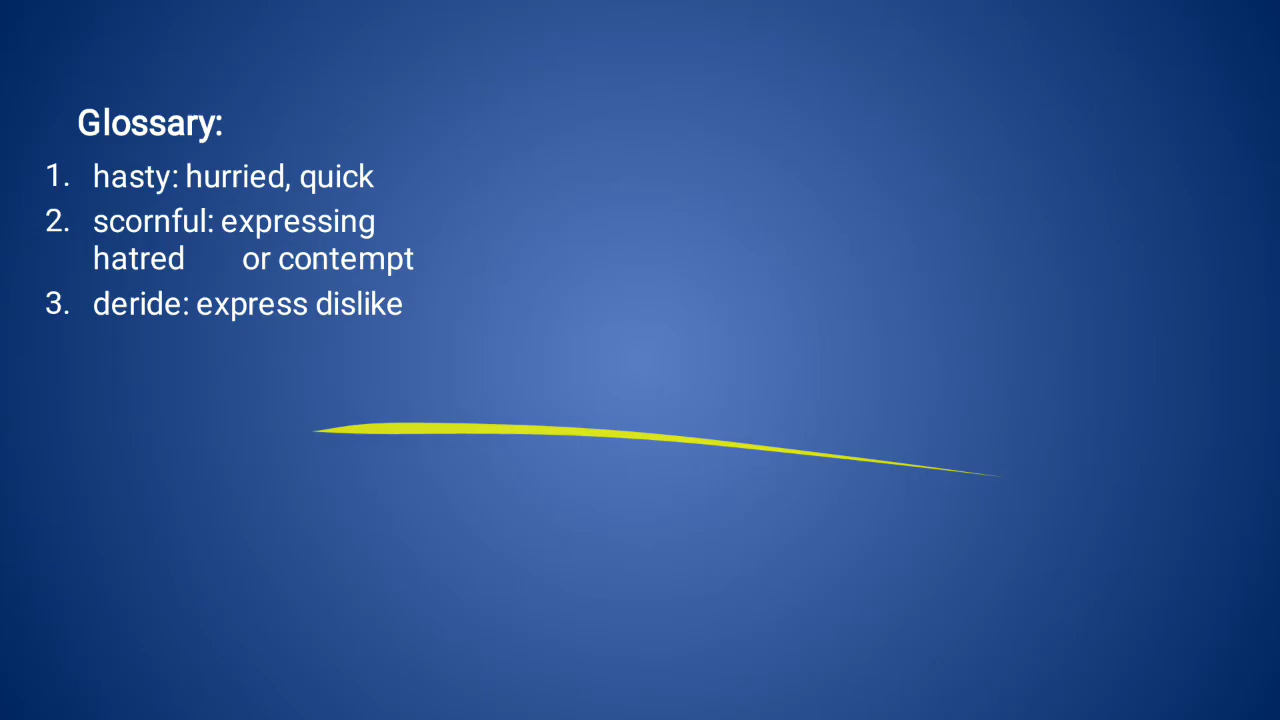 Glossary:
1. hasty: hurried, quick
2. scornful: expressing
hatred or contempt
3. deride: express dislike